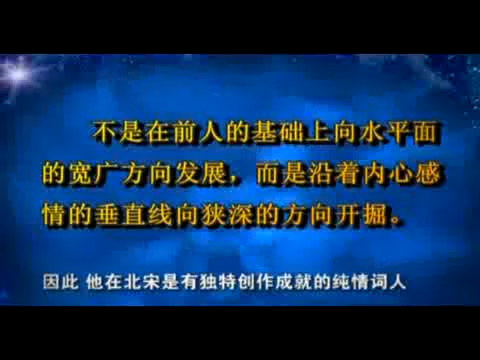 不是在前人的基础上向水平面
的宽广方向发展，而是沿着内心感
情的垂直线向狭深的方向开掘。
因此 他在北宋是有独特创作成就的纯情词人